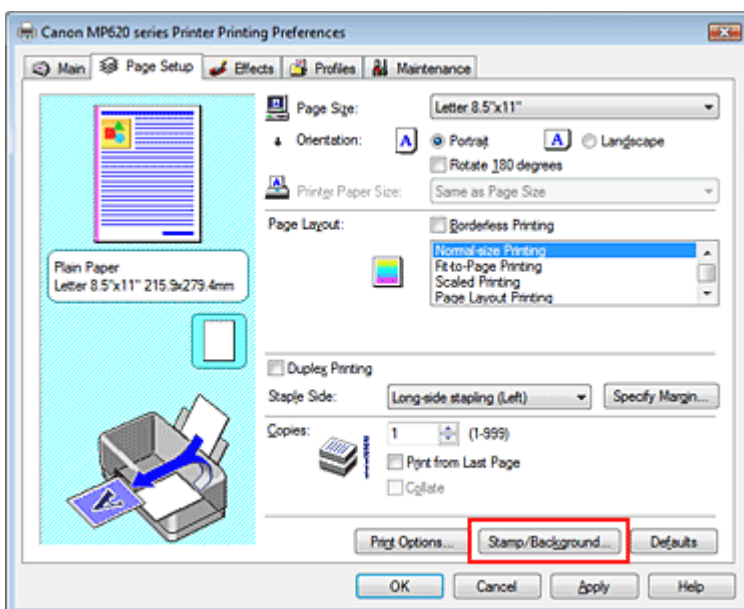 Canon MP620 series Printer Printing Preferences
Main Page Setup Effects Profiles Maintenance
Page Size: Letter 8.5"x11"
Orientation: A Portrait A Landscape
Rotate 180 degrees
Printer Paper Size: Same as Page Size
Page Layout: Borderless Printing
Normal-size Printing
Fit-to-Page Printing
Scaled Printing
Page Layout Printing
Plain Paper
Letter 8.5"x11" 215.9x279.4mm
Duplex Printing
Staple Side: Long-side stapling (Left) Specify Margin...
Copies: 1 (1-999)
Print from Last Page
Collate
Print Options... Stamp/Background... Defaults
OK Cancel Apply Help